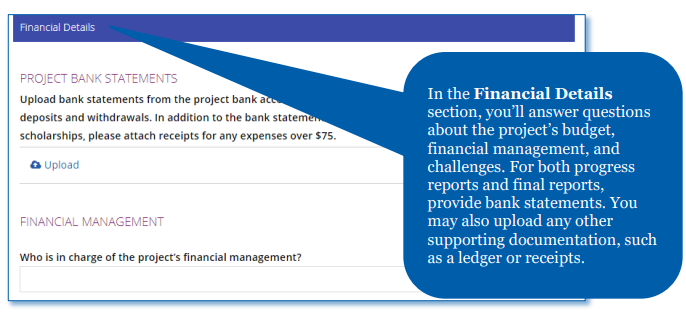 Financial Details
PROJECT BANK STATEMENTS
Upload bank statements from the project bank
deposits and withdrawals. In addition to the bank
scholarships, please attach receipts for any expenses over $75.
Upload
FINANCIAL MANAGEMENT
Who is in charge of the project's financial management?
In the Financial Details
section, you'll answer questions
about the project's budget,
financial management, and
challenges. For both progress
reports and final reports,
provide bank statements. You
may also upload any other
supporting documentation, such
as a ledger or receipts.